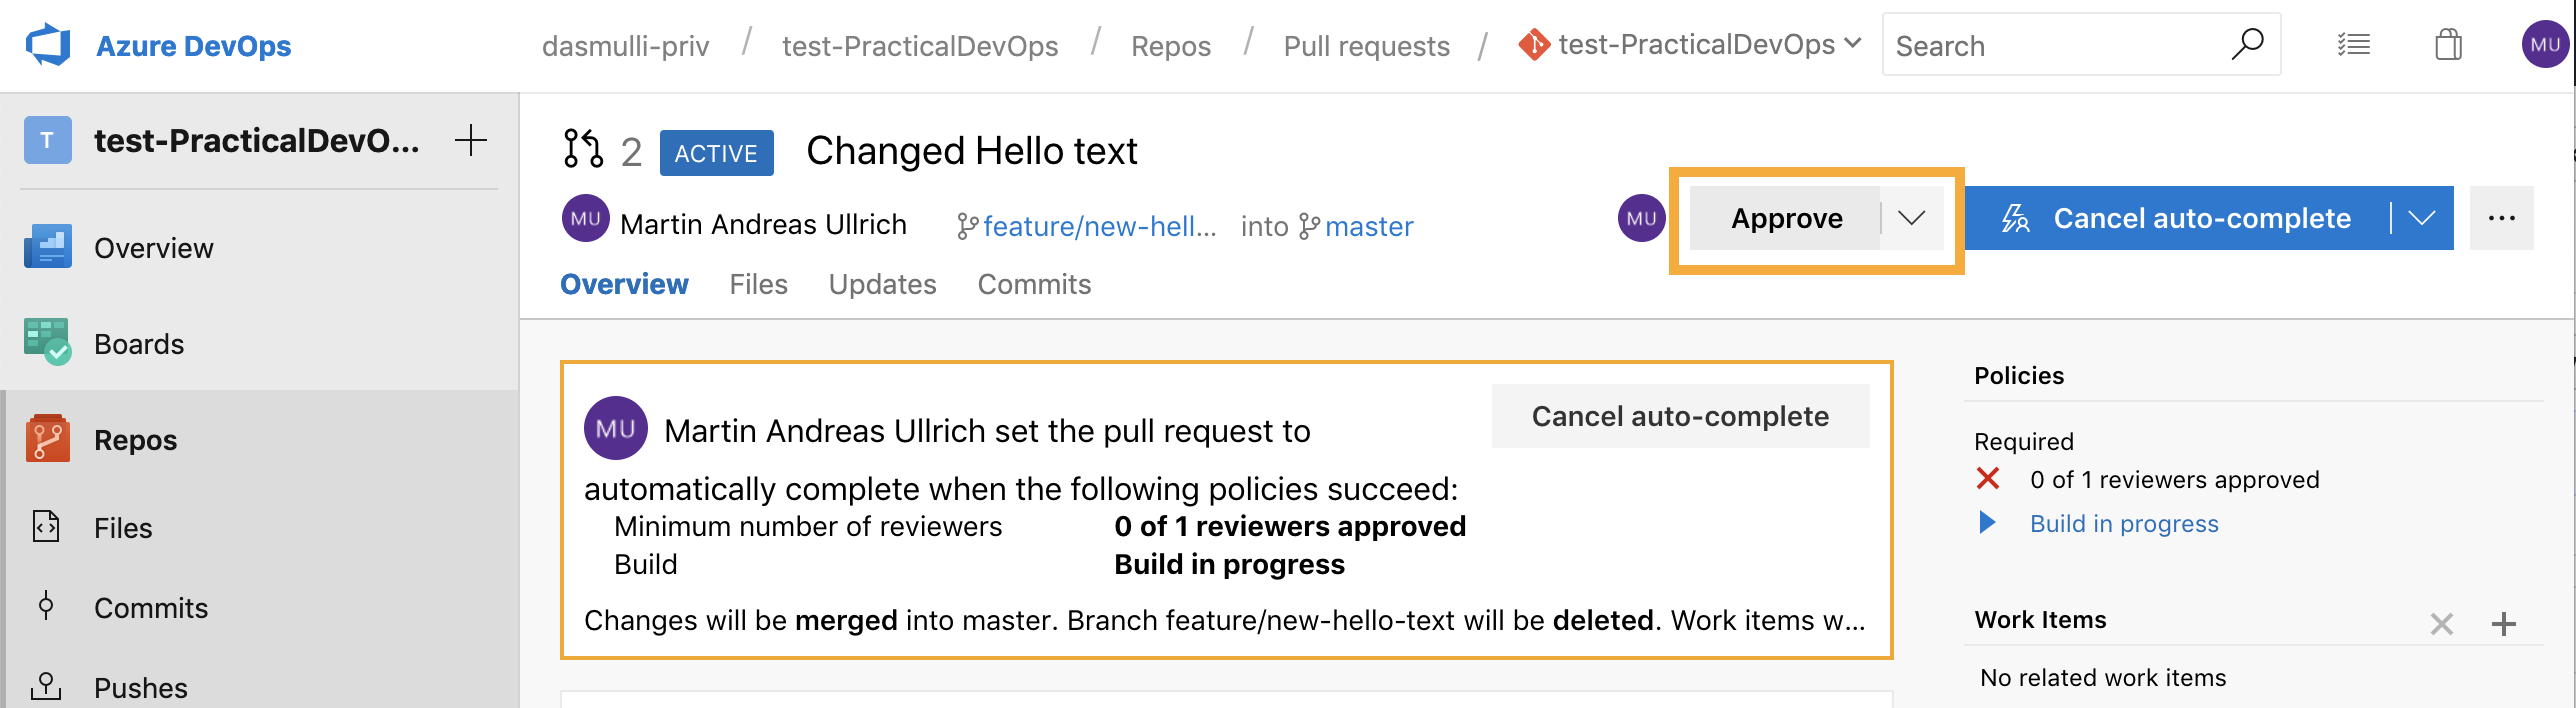 Azure DevOps
dasmulli-priv / test-PracticalDevOps / Repos / Pull requests / test-PracticalDevOps
Search
MU
T
test-PracticalDevO...
Overview
Boards
Repos
Files
Commits
Pushes
2 ACTIVE Changed Hello text
MU Martin Andreas Ullrich feature/new-hell... into master
MU Approve Cancel auto-complete ...
Overview Files Updates Commits
MU Martin Andreas Ullrich set the pull request to
Cancel auto-complete
automatically complete when the following policies succeed:
Minimum number of reviewers 0 of 1 reviewers approved
Build Build in progress
Changes will be merged into master. Branch feature/new-hello-text will be deleted. Work items w...
Policies
Required
0 of 1 reviewers approved
Build in progress
Work Items
No related work items